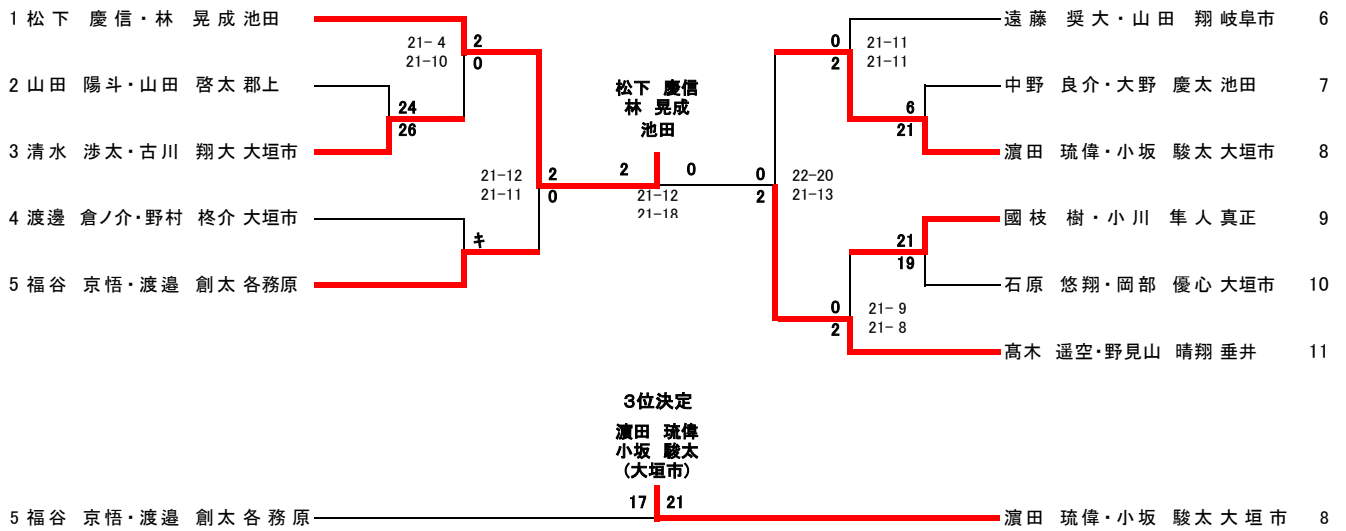 1 松下 慶信・林 晃成 池田
21- 4
21-10
2
0
2 山田 陽斗・山田 啓太 郡上
24
26
3 清水 渉太・古川 翔大 大垣市
21-12
21-11
2
0
4 渡邊 倉ノ介・野村 柊介 大垣市
キ
5 福谷 京悟・渡邉 創太 各務原
松下 慶信
林 晃成
池田
2
0
21-12
21-18
遠藤 奨大・山田 翔 岐阜市 6
0
2
21-11
21-11
中野 良介・大野 慶太 池田 7
6
21
濵田 琉偉・小坂 駿太 大垣市 8
0
2
22-20
21-13
國枝 樹・小川 隼人 真正 9
21
19
石原 悠翔・岡部 優心 大垣市 10
0
2
21- 9
21- 8
髙木 遥空・野見山 晴翔 垂井 11
3位決定
濵田 琉偉
小坂 駿太
(大垣市)
17 21
5 福谷 京悟・渡邉 創太 各務原
濵田 琉偉・小坂 駿太 大垣市 8